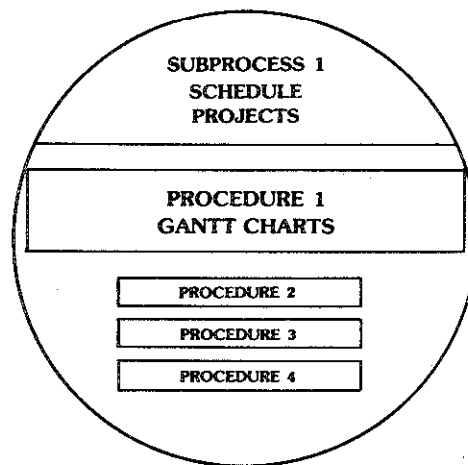 SUBPROCESS 1
SCHEDULE
PROJECTS
PROCEDURE 1
GANTT CHARTS
PROCEDURE 2
PROCEDURE 3
PROCEDURE 4